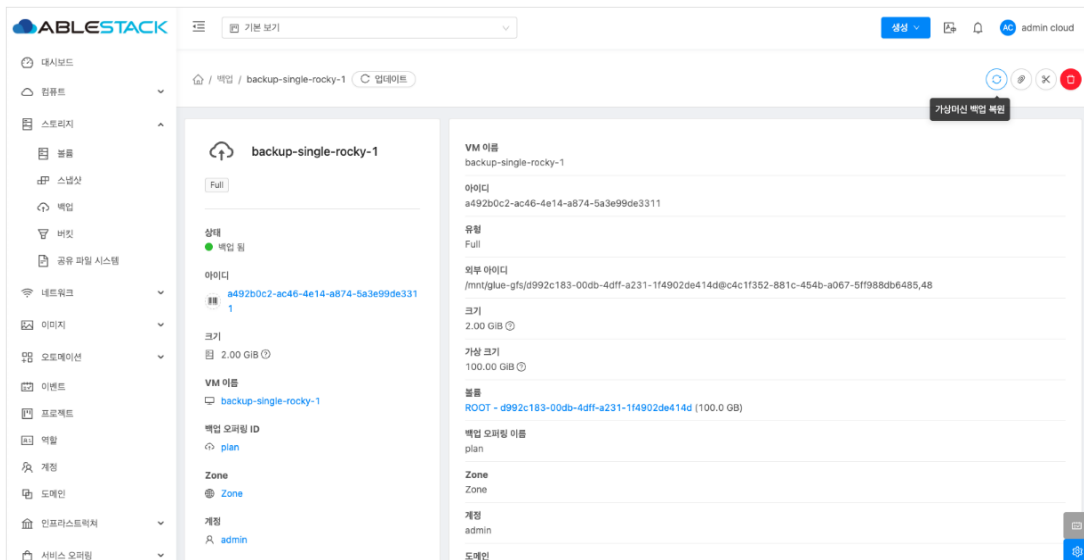 ABLESTACK
기본 보기
생성
AC
admin cloud
대시보드
컴퓨트
스토리지
볼륨
스냅샷
백업
버킷
공유 파일 시스템
네트워크
이미지
오토메이션
이벤트
프로젝트
역할
계정
도메인
인프라스트럭쳐
서비스 오퍼링
/ 백업 / backup-single-rocky-1
업데이트
가상머신 백업 복원
backup-single-rocky-1
Full
상태
백업 됨
아이디
a492b0c2-ac46-4e14-a874-5a3e99de331
1
크기
2.00 GiB
VM 이름
backup-single-rocky-1
백업 오퍼링 ID
plan
Zone
Zone
계정
admin
VM 이름
backup-single-rocky-1
아이디
a492b0c2-ac46-4e14-a874-5a3e99de3311
유형
Full
외부 아이디
/mnt/glue-gfs/d992c183-00db-4dff-a231-1f4902de414d@c4c1f352-881c-454b-a067-5ff988db6485,48
크기
2.00 GiB
가상 크기
100.00 GiB
볼륨
ROOT - d992c183-00db-4dff-a231-1f4902de414d (100.0 GB)
백업 오퍼링 이름
plan
Zone
Zone
계정
admin
도메인